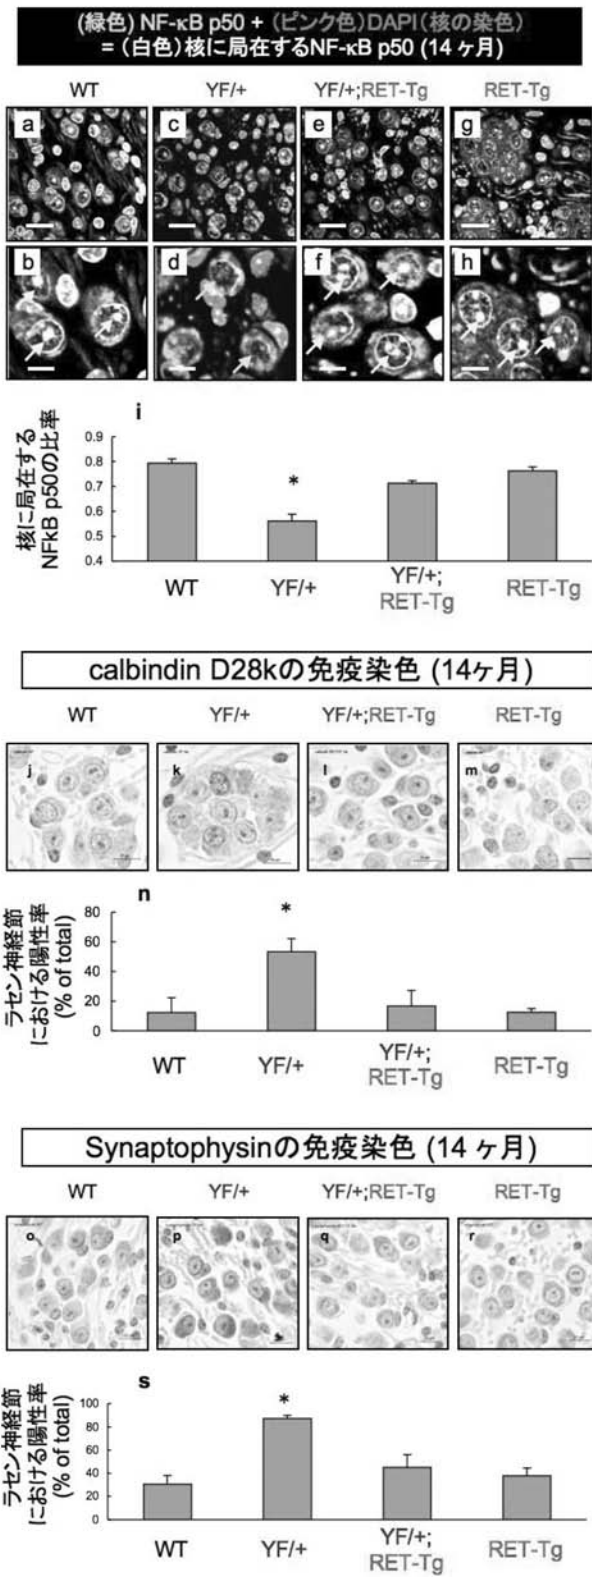 (緑色) NF-κB p50 + (ピンク色)DAPI(核の染色)
= (白色)核に局在するNF-κB p50 (14 ヶ月)
WT YF/+ YF/+;RET-Tg RET-Tg
a c e g
b d f h
i
核に局在する
NFkB p50の比率
0.9
0.8
0.7
0.6
0.5
0.4
*
WT YF/+ YF/+; RET-Tg
RET-Tg
calbindin D28kの免疫染色 (14ヶ月)
WT YF/+ YF/+;RET-Tg RET-Tg
j k l m
n
ラセン神経節
における陽性率
(% of total)
80
60
40
20
0
*
WT YF/+ YF/+; RET-Tg
RET-Tg
Synaptophysinの免疫染色 (14 ヶ月)
WT YF/+ YF/+;RET-Tg RET-Tg
o p q r
s
ラセン神経節
における陽性率
(% of total)
100
80
60
40
20
0
*
WT YF/+ YF/+; RET-Tg
RET-Tg